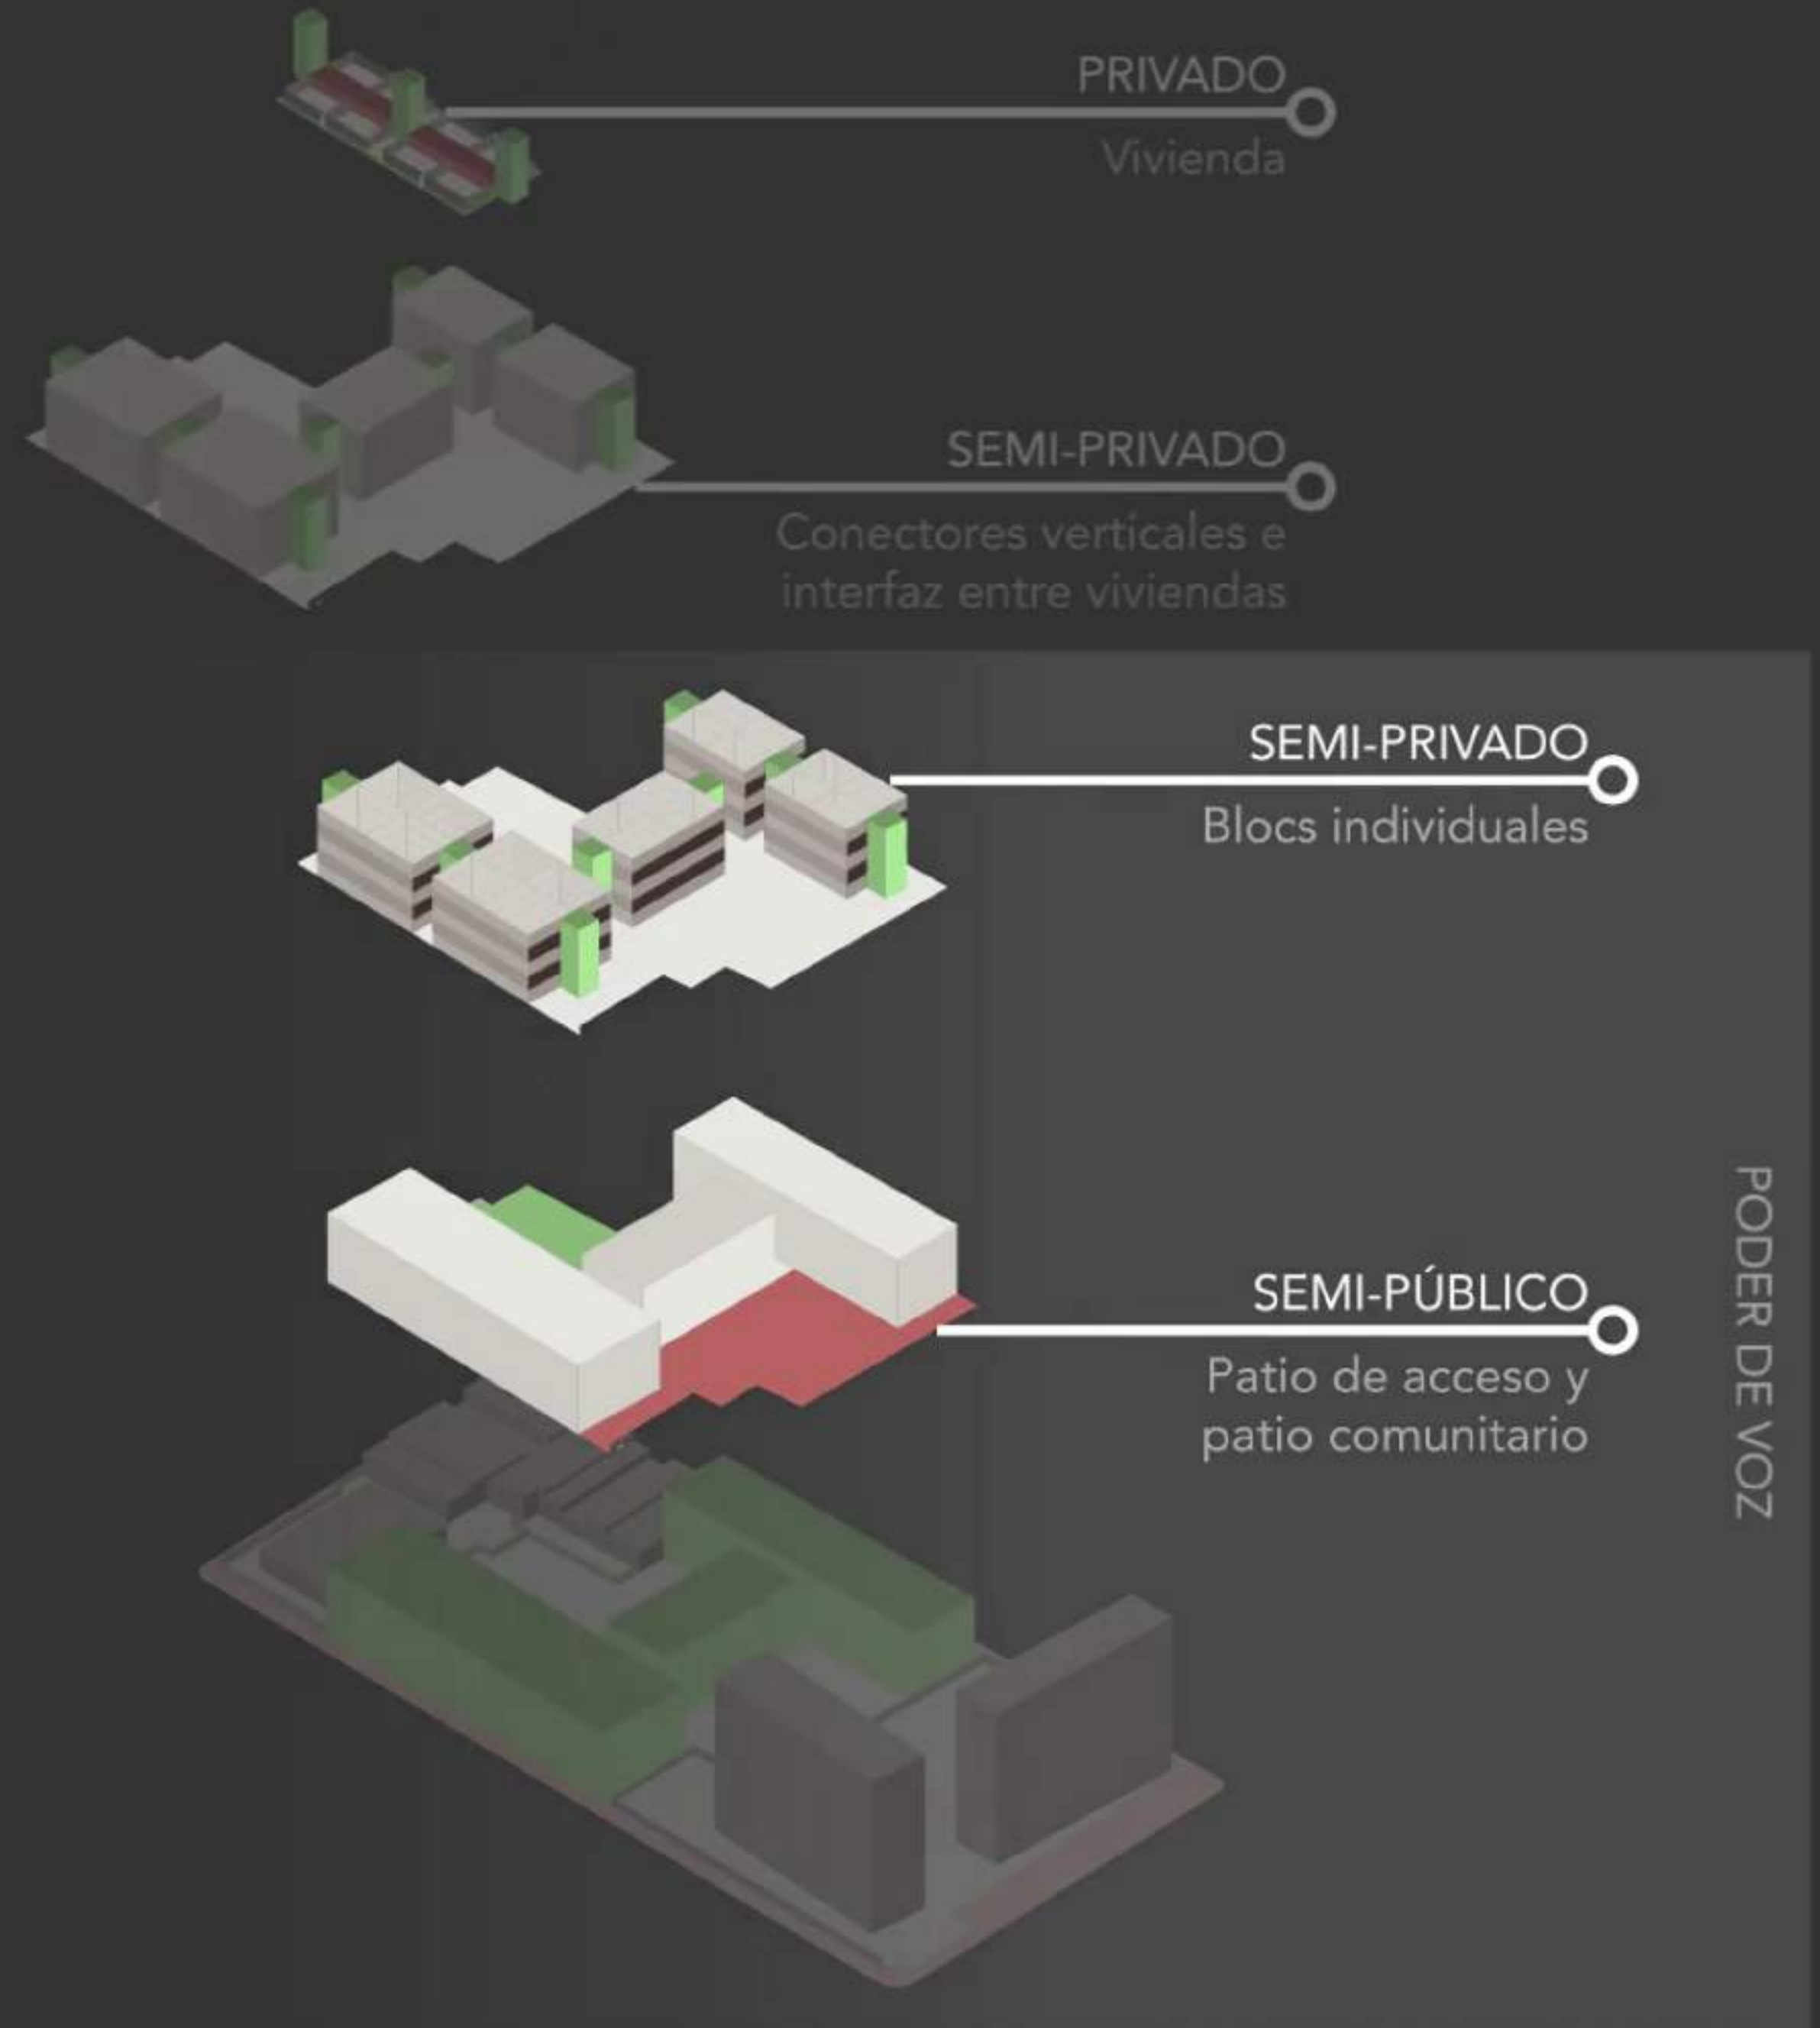 PRIVADO
Vivienda
SEMI-PRIVADO
Conectores verticales e
interfaz entre viviendas
SEMI-PRIVADO
Blocs individuales
SEMI-PÚBLICO
Patio de acceso y
patio comunitario
PODER DE VOZ